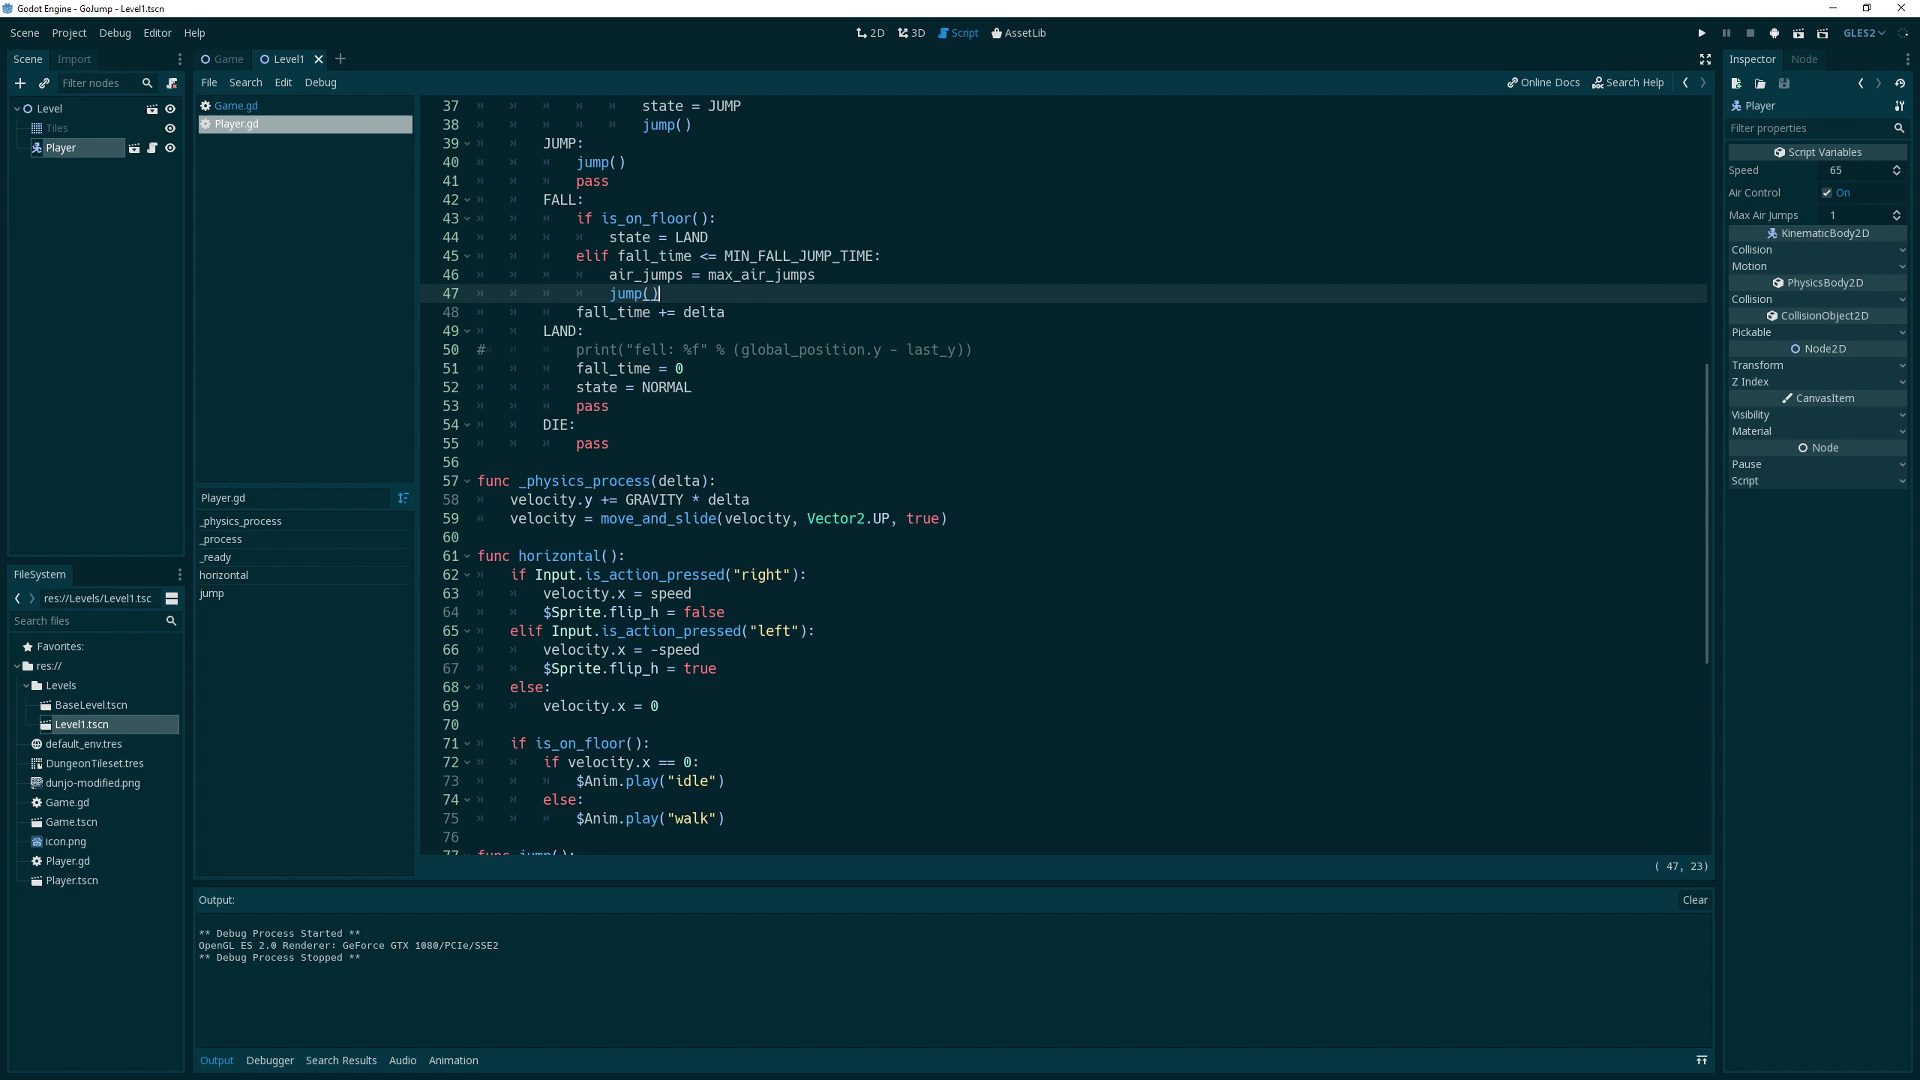 Godot Engine - GoJump - Level1.tscn
Scene Project Debug Editor Help
2D 3D Script AssetLib
GLES2
Scene Import
Filter nodes
Level
Tiles
Player
Game Level1
File Search Edit Debug
Online Docs Search Help
Game.gd
Player.gd
Player.gd
_physics_process
_process
_ready
horizontal
jump
37 state = JUMP
38 jump()
39 JUMP:
40 jump()
41 pass
42 FALL:
43 if is_on_floor():
44 state = LAND
45 elif fall_time <= MIN_FALL_JUMP_TIME:
46 air_jumps = max_air_jumps
47 jump()
48 fall_time += delta
49 LAND:
50 # print("fell: %f" % (global_position.y - last_y))
51 fall_time = 0
52 state = NORMAL
53 pass
54 DIE:
55 pass
56
57 func _physics_process(delta):
58 velocity.y += GRAVITY * delta
59 velocity = move_and_slide(velocity, Vector2.UP, true)
60
61 func horizontal():
62 if Input.is_action_pressed("right"):
63 velocity.x = speed
64 $Sprite.flip_h = false
65 elif Input.is_action_pressed("left"):
66 velocity.x = -speed
67 $Sprite.flip_h = true
68 else:
69 velocity.x = 0
70
71 if is_on_floor():
72 if velocity.x == 0:
73 $Anim.play("idle")
74 else:
75 $Anim.play("walk")
76
77 func jump():
( 47, 23)
FileSystem
res://Levels/Level1.tsc
Search files
Favorites:
res://
Levels
BaseLevel.tscn
Level1.tscn
default_env.tres
DungeonTileset.tres
dunjo-modified.png
Game.gd
Game.tscn
icon.png
Player.gd
Player.tscn
Output:
Clear
** Debug Process Started **
OpenGL ES 2.0 Renderer: GeForce GTX 1080/PCIe/SSE2
** Debug Process Stopped **
Output Debugger Search Results Audio Animation
Inspector Node
Player
Filter properties
Script Variables
Speed 65
Air Control On
Max Air Jumps 1
KinematicBody2D
Collision
Motion
PhysicsBody2D
Collision
CollisionObject2D
Pickable
Node2D
Transform
Z Index
CanvasItem
Visibility
Material
Node
Pause
Script